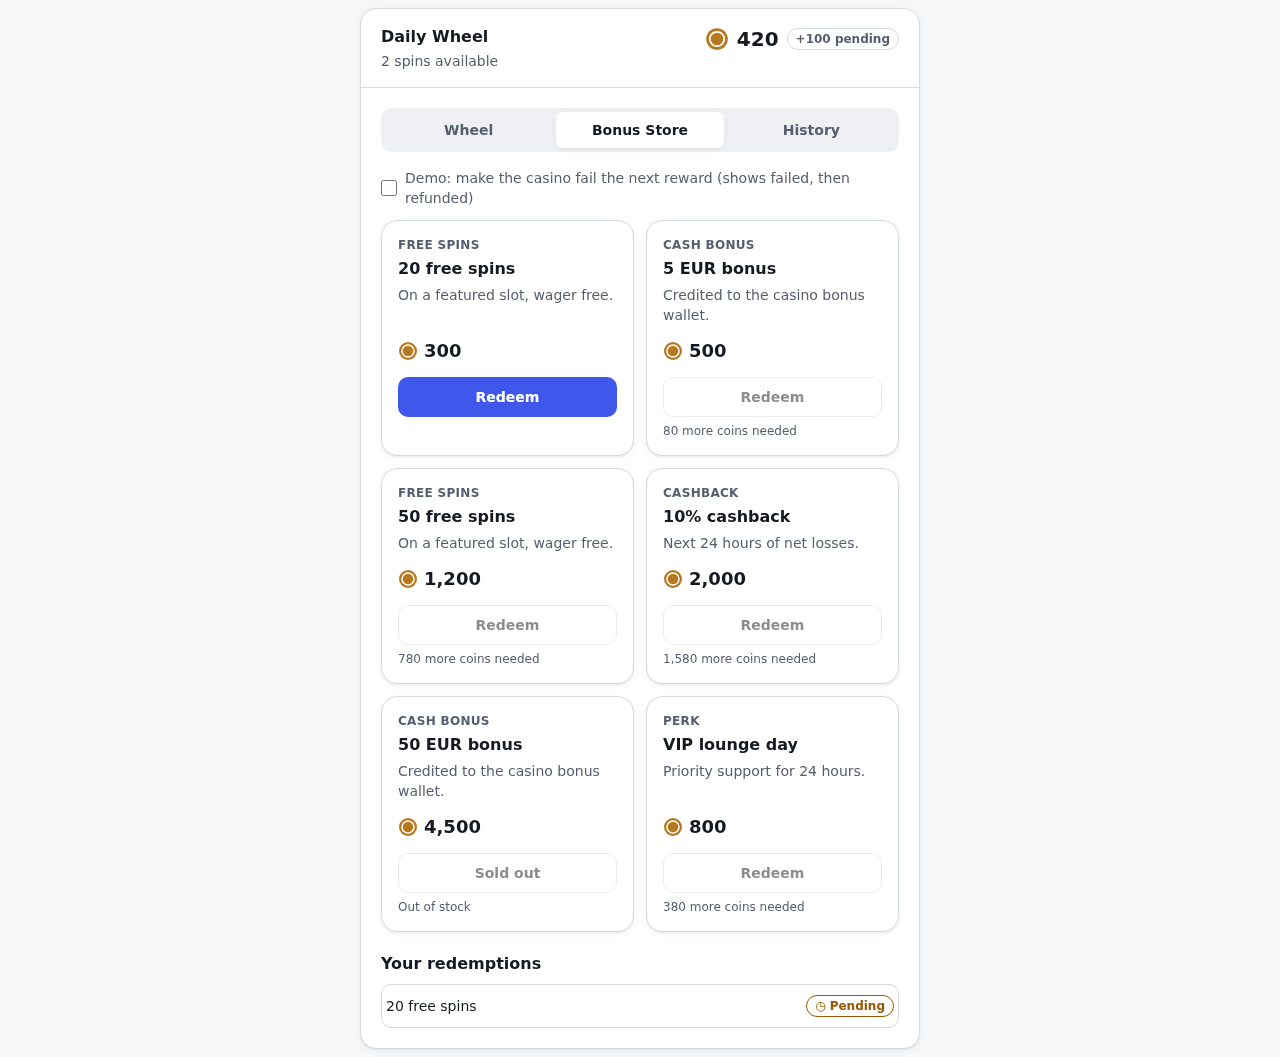 Daily Wheel
2 spins available
420
+100 pending
Wheel
Bonus Store
History
Demo: make the casino fail the next reward (shows failed, then
refunded)
FREE SPINS
20 free spins
On a featured slot, wager free.
300
Redeem
CASH BONUS
5 EUR bonus
Credited to the casino bonus
wallet.
500
Redeem
80 more coins needed
FREE SPINS
50 free spins
On a featured slot, wager free.
1,200
Redeem
780 more coins needed
CASHBACK
10% cashback
Next 24 hours of net losses.
2,000
Redeem
1,580 more coins needed
CASH BONUS
50 EUR bonus
Credited to the casino bonus
wallet.
4,500
Sold out
Out of stock
PERK
VIP lounge day
Priority support for 24 hours.
800
Redeem
380 more coins needed
Your redemptions
20 free spins
Pending